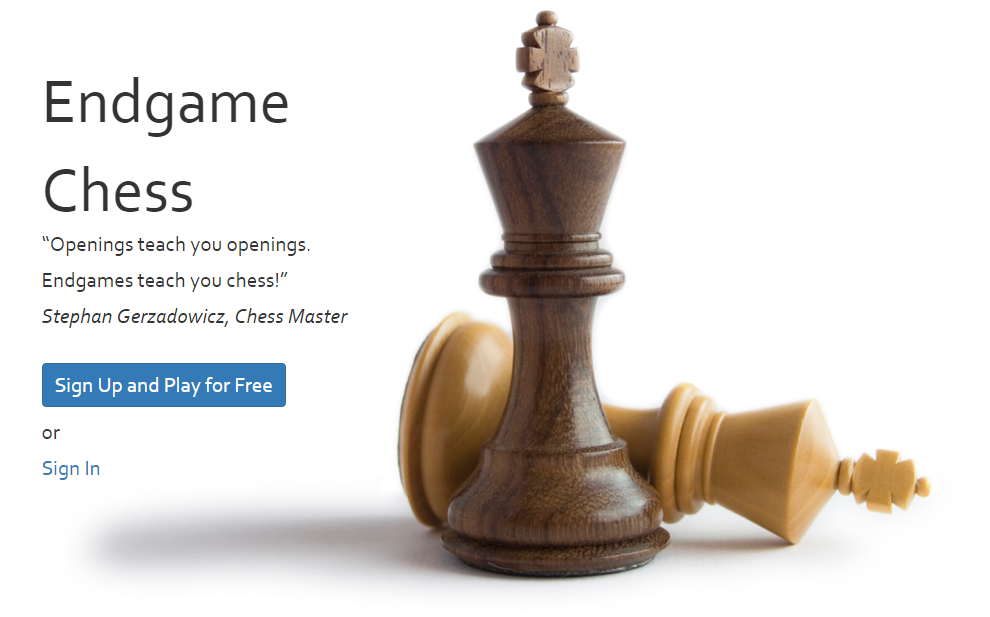 Endgame
Chess
“Openings teach you openings.
Endgames teach you chess!”
Stephan Gerzadowicz, Chess Master
Sign Up and Play for Free
or
Sign In